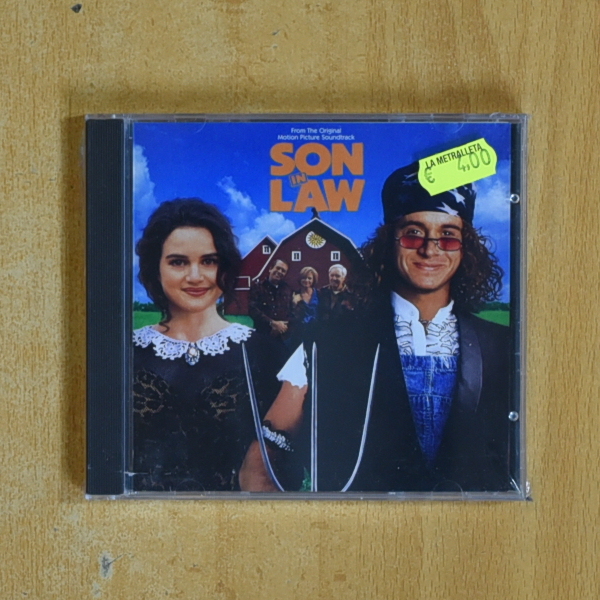 From The Original
Motion Picture Soundtrack
SON
IN
LAW
LA METRALLETA
€ 4,00